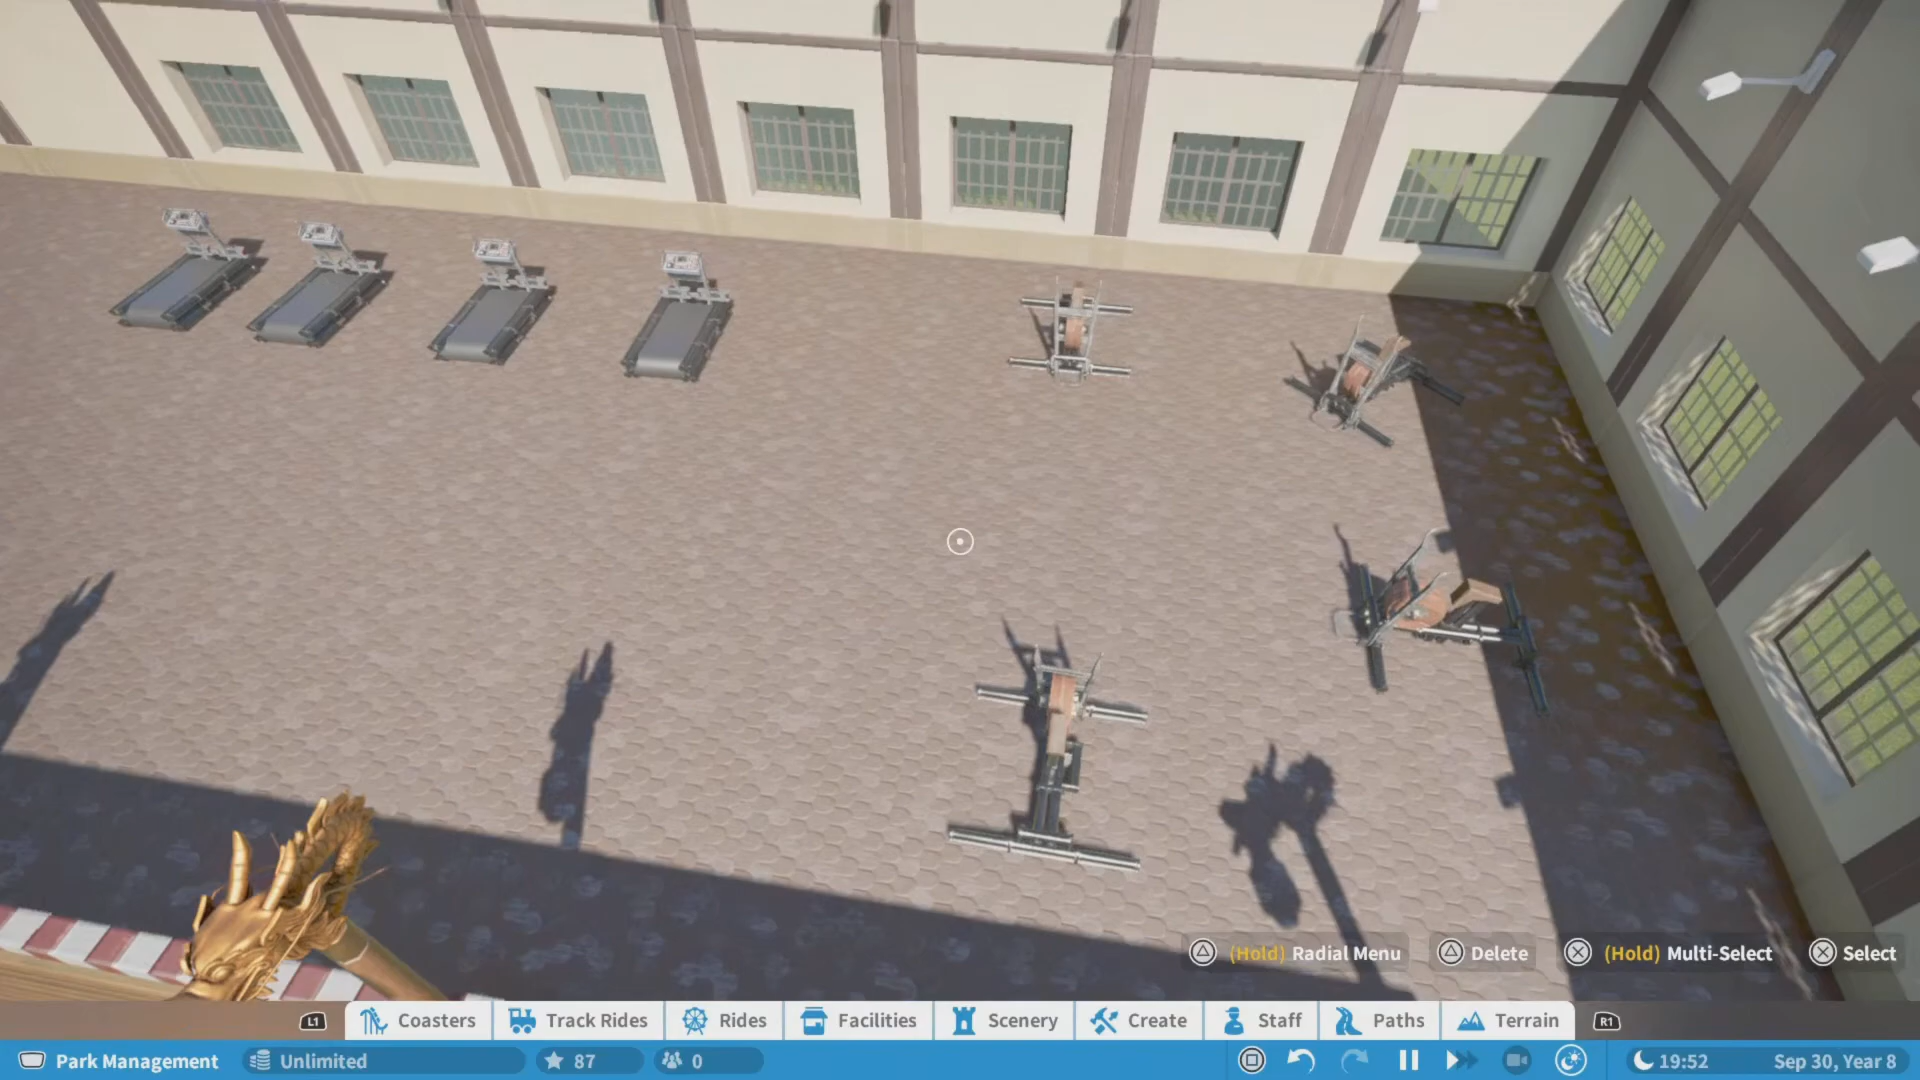 (Hold) Radial Menu Delete (Hold) Multi-Select Select
L1 Coasters Track Rides Rides Facilities Scenery Create Staff Paths Terrain R1
Park Management Unlimited 87 0 19:52 Sep 30, Year 8